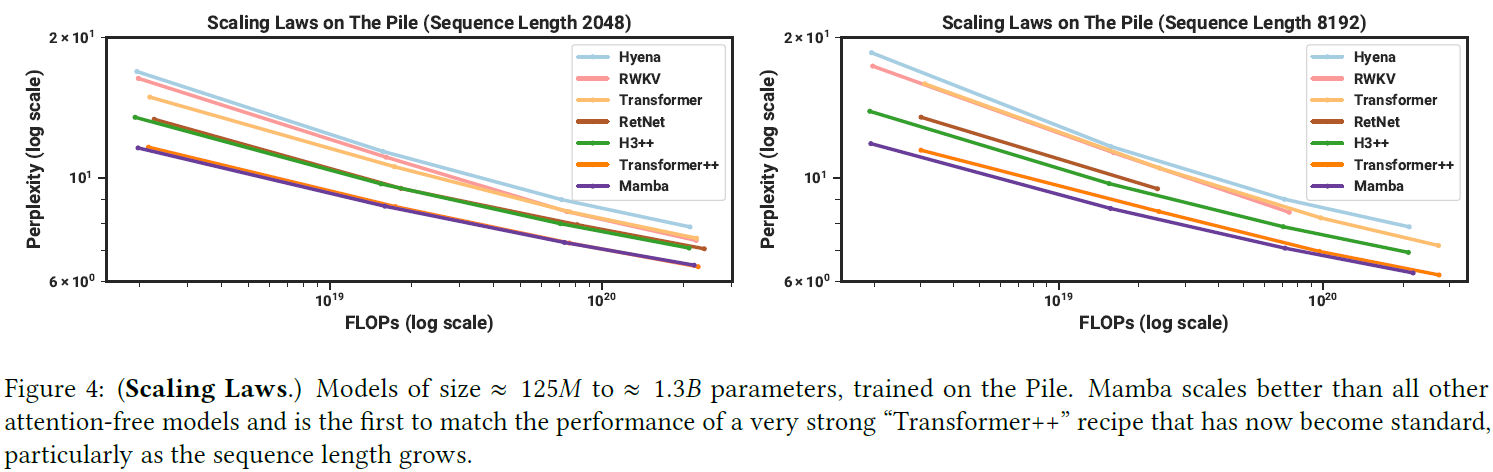 Scaling Laws on The Pile (Sequence Length 2048)
2 × 10¹
10¹
6 × 10⁰
Perplexity (log scale)
Hyena
RWKV
Transformer
RetNet
H3++
Transformer++
Mamba
10¹⁹
10²⁰
FLOPs (log scale)
Scaling Laws on The Pile (Sequence Length 8192)
2 × 10¹
10¹
6 × 10⁰
Perplexity (log scale)
Hyena
RWKV
Transformer
RetNet
H3++
Transformer++
Mamba
10¹⁹
10²⁰
FLOPs (log scale)
Figure 4: (Scaling Laws.) Models of size ≈ 125M to ≈ 1.3B parameters, trained on the Pile. Mamba scales better than all other
attention-free models and is the first to match the performance of a very strong “Transformer++” recipe that has now become standard,
particularly as the sequence length grows.